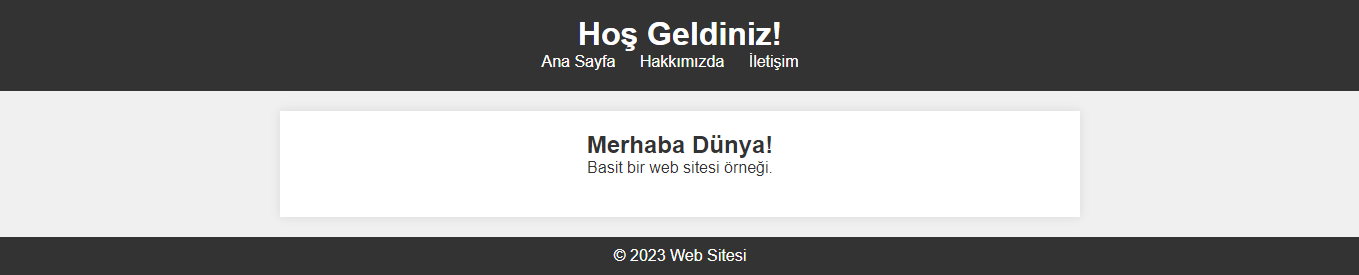 Hoş Geldiniz!
Ana Sayfa Hakkımızda İletişim
Merhaba Dünya!
Basit bir web sitesi örneği.
© 2023 Web Sitesi